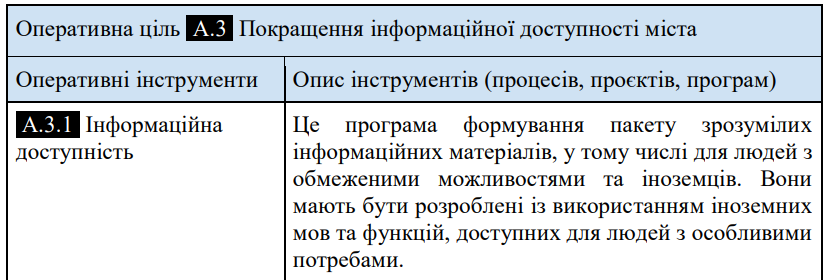 Оперативна ціль А.3 Покращення інформаційної доступності міста
Оперативні інструменти
Опис інструментів (процесів, проєктів, програм)
А.3.1 Інформаційна
доступність
Це програма формування пакету зрозумілих
інформаційних матеріалів, у тому числі для людей з
обмеженими можливостями та іноземців. Вони
мають бути розроблені із використанням іноземних
мов та функцій, доступних для людей з особливими
потребами.